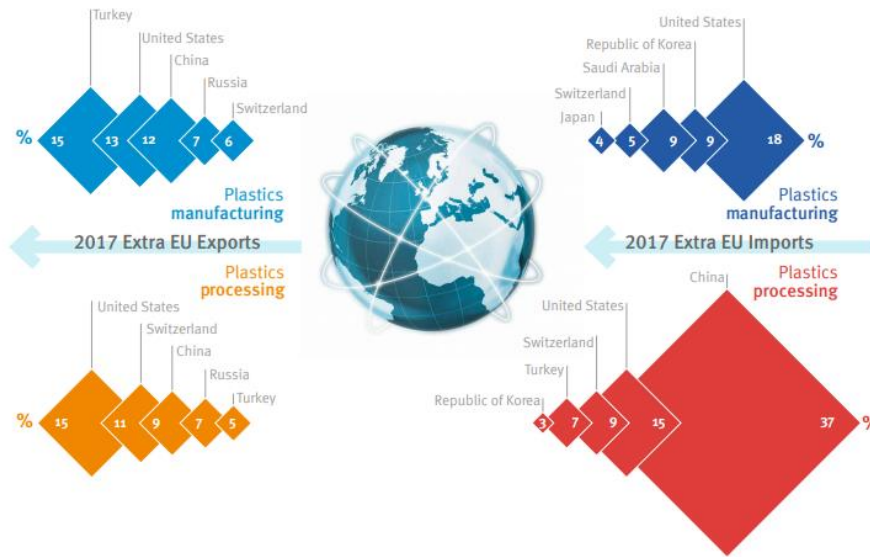 Turkey
United States
China
Russia
Switzerland
% 15 13 12 7 6
Plastics
manufacturing
2017 Extra EU Exports
Plastics
processing
United States
Switzerland
China
Russia
Turkey
% 15 11 9 7 5
United States
Republic of Korea
Saudi Arabia
Switzerland
Japan
4 5 9 9 18 %
Plastics
manufacturing
2017 Extra EU Imports
Plastics
processing
China
United States
Switzerland
Turkey
Republic of Korea
3 7 9 15 37 %